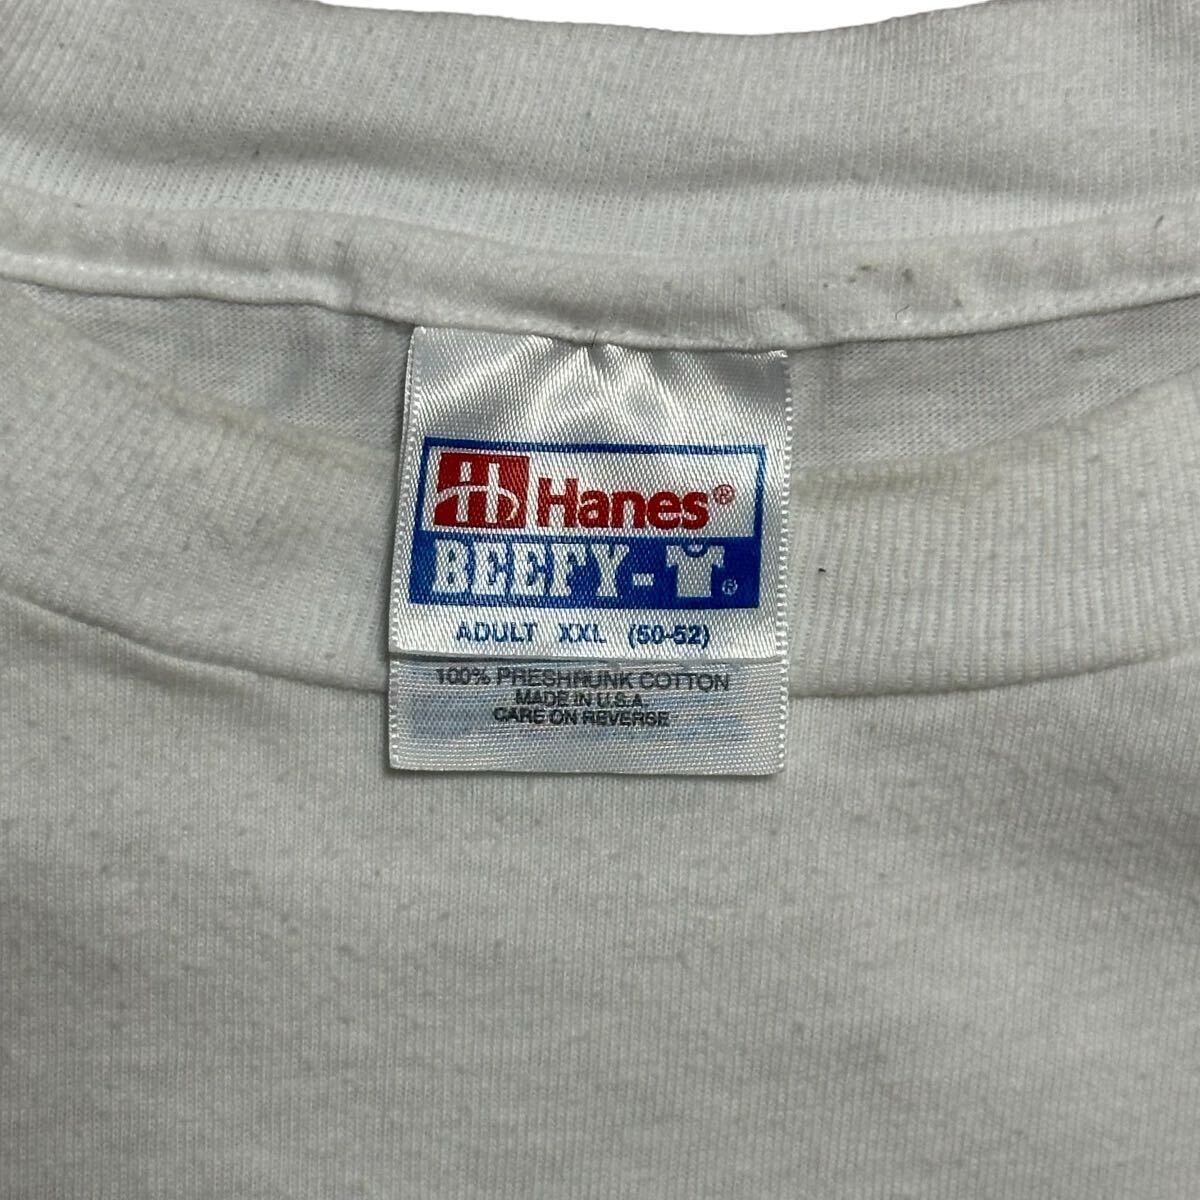 Hanes®
BEEFY-T®
ADULT XXL (50-52)
100% PRESHRUNK COTTON
MADE IN U.S.A.
CARE ON REVERSE